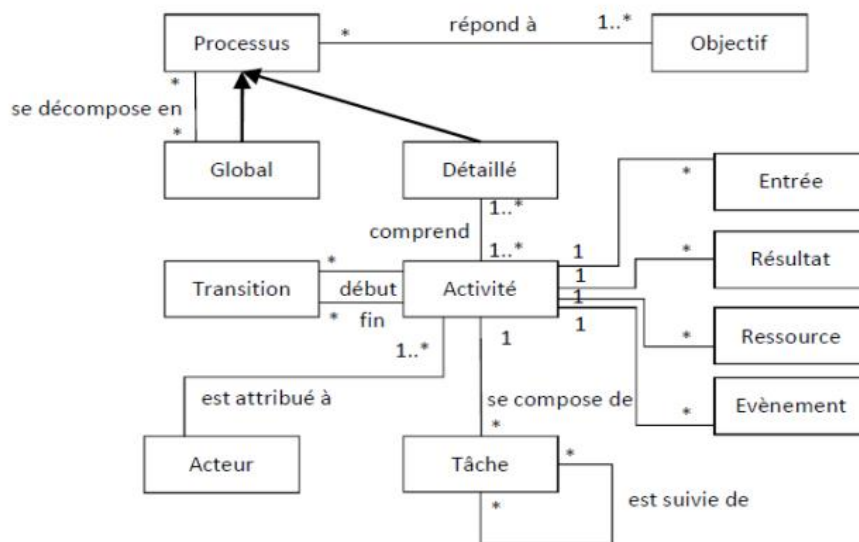 Processus
*
répond à
1..*
Objectif
*
se décompose en
*
Global
Détaillé
*
Entrée
1..*
comprend
1..*
1
*
Résultat
1
Transition
*
début
Activité
1
*
fin
1..*
1
1
*
Ressource
est attribué à
se compose de
*
Evènement
*
Acteur
Tâche
*
est suivie de
*